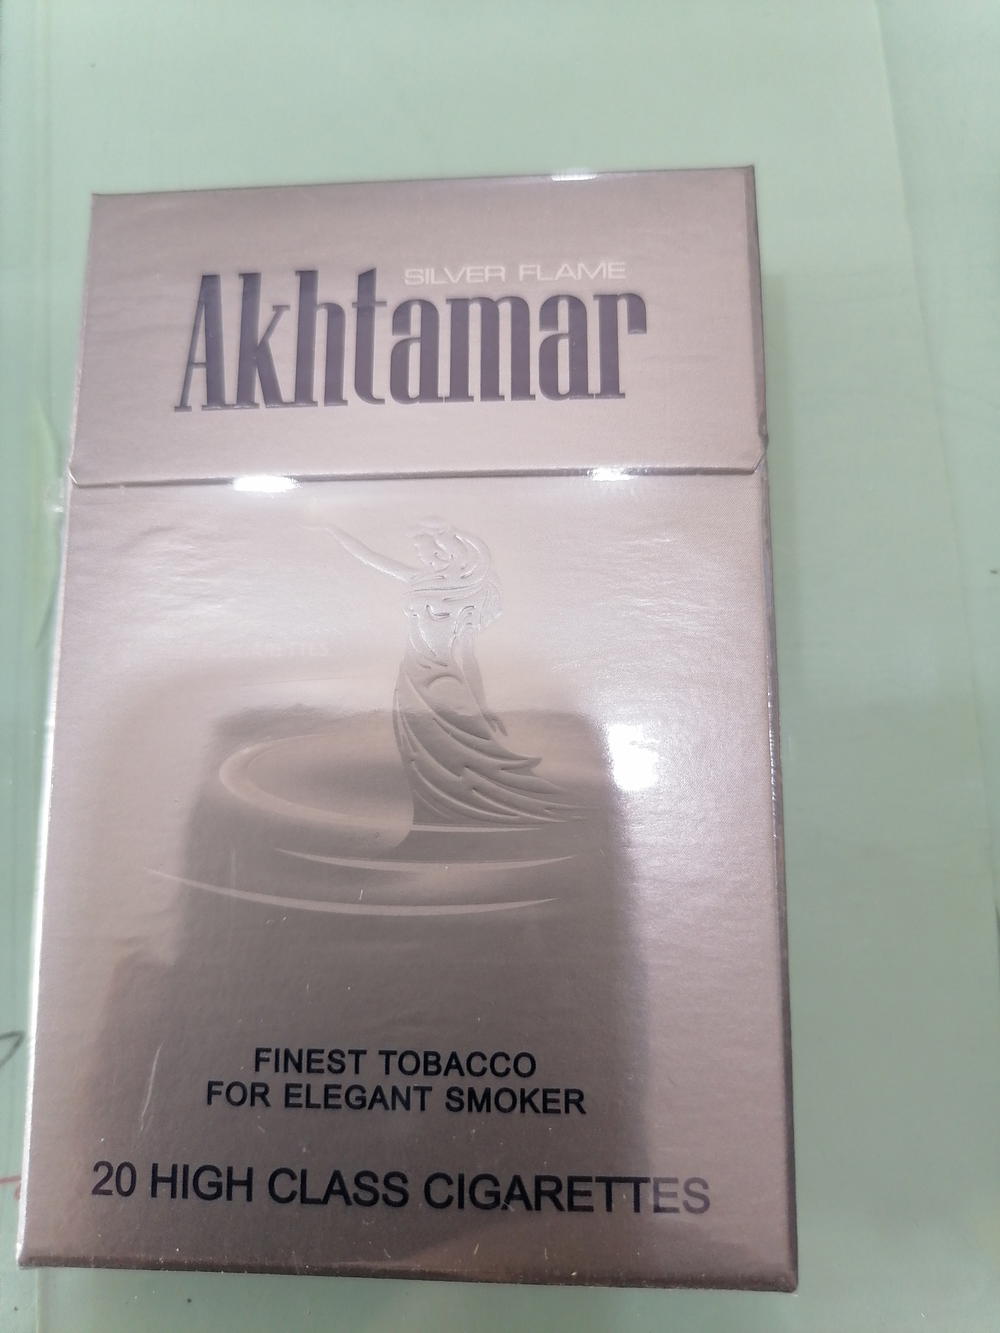 SILVER FLAME
Akhtamar
FINEST TOBACCO
FOR ELEGANT SMOKER
20 HIGH CLASS CIGARETTES